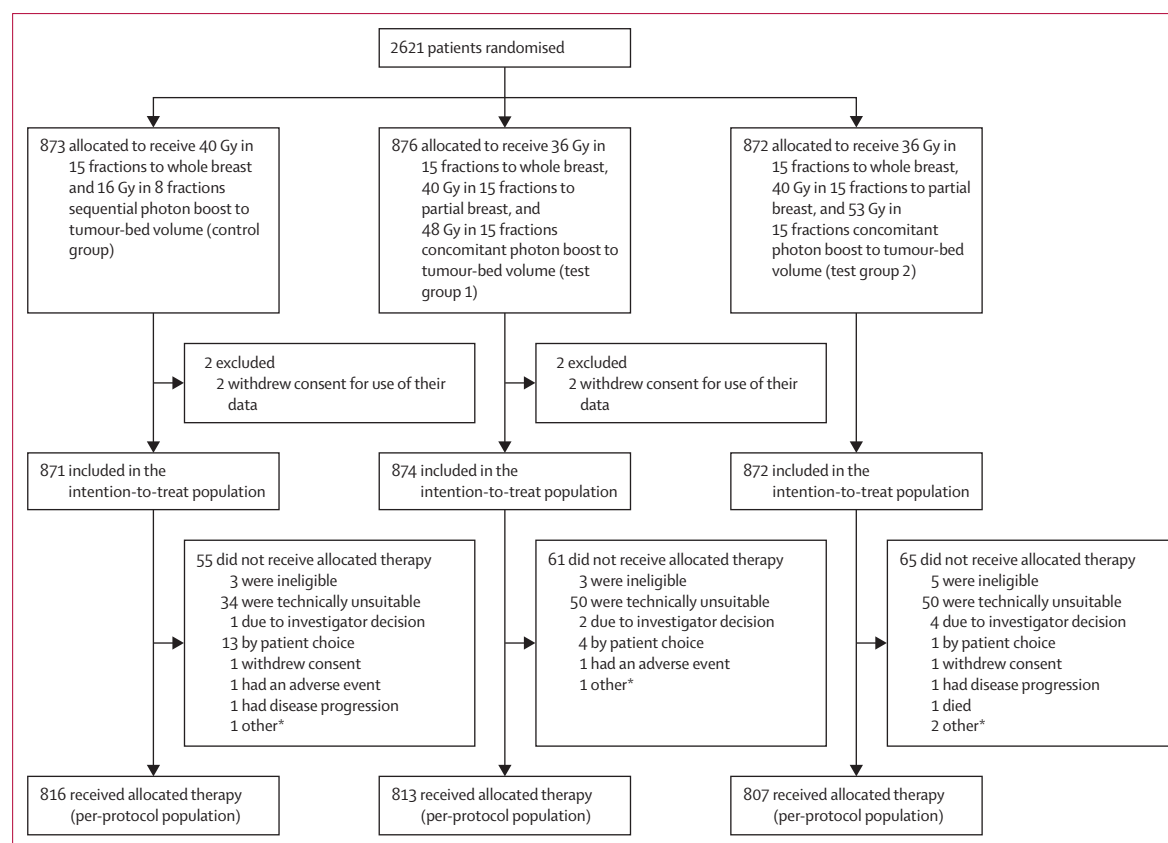 2621 patients randomised
873 allocated to receive 40 Gy in
15 fractions to whole breast
and 16 Gy in 8 fractions
sequential photon boost to
tumour-bed volume (control
group)
876 allocated to receive 36 Gy in
15 fractions to whole breast,
40 Gy in 15 fractions to
partial breast, and
48 Gy in 15 fractions
concomitant photon boost to
tumour-bed volume (test
group 1)
872 allocated to receive 36 Gy in
15 fractions to whole breast,
40 Gy in 15 fractions to partial
breast, and 53 Gy in
15 fractions concomitant
photon boost to tumour-bed
volume (test group 2)
2 excluded
2 withdrew consent for use of their
data
2 excluded
2 withdrew consent for use of their
data
871 included in the
intention-to-treat population
874 included in the
intention-to-treat population
872 included in the
intention-to-treat population
55 did not receive allocated therapy
3 were ineligible
34 were technically unsuitable
1 due to investigator decision
13 by patient choice
1 withdrew consent
1 had an adverse event
1 had disease progression
1 other*
61 did not receive allocated therapy
3 were ineligible
50 were technically unsuitable
2 due to investigator decision
4 by patient choice
1 had an adverse event
1 other*
65 did not receive allocated therapy
5 were ineligible
50 were technically unsuitable
4 due to investigator decision
1 by patient choice
1 withdrew consent
1 had disease progression
1 died
2 other*
816 received allocated therapy
(per-protocol population)
813 received allocated therapy
(per-protocol population)
807 received allocated therapy
(per-protocol population)